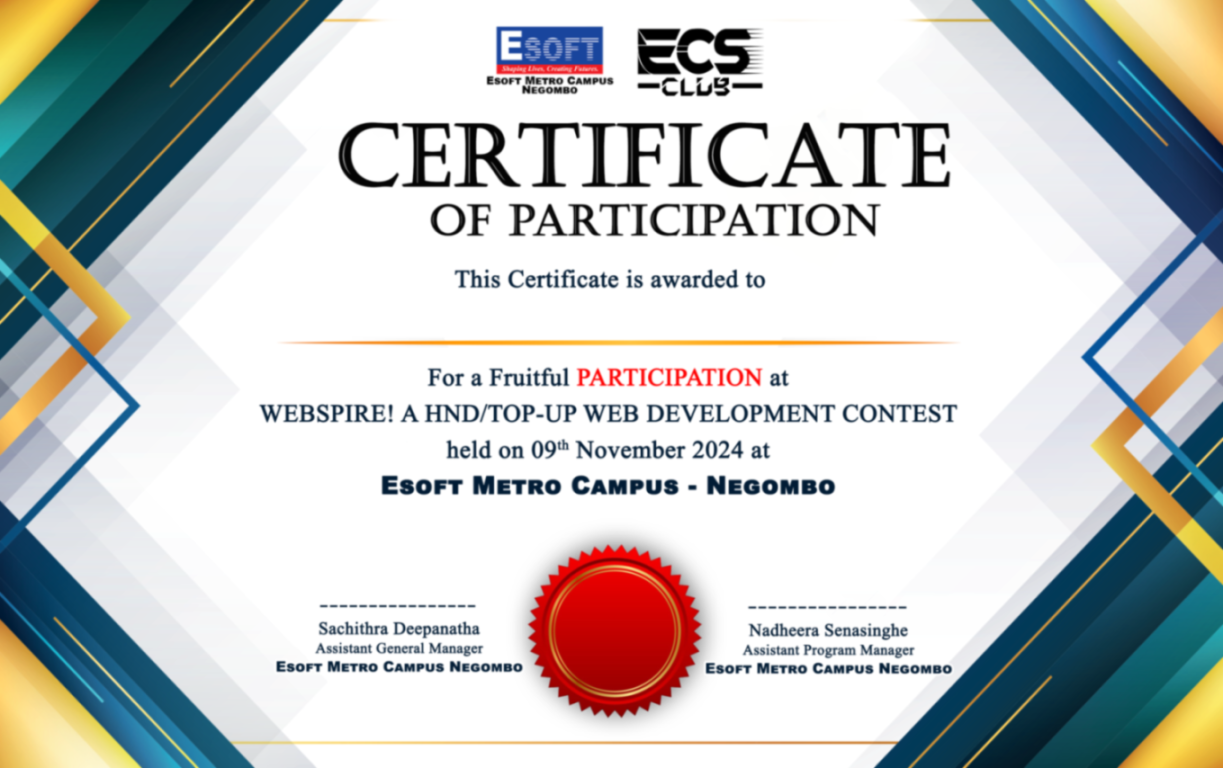 ESOFT
Shaping Lives, Creating Futures.
ESOFT METRO CAMPUS
NEGOMBO
ECS
CLUB
CERTIFICATE
OF PARTICIPATION
This Certificate is awarded to
For a Fruitful PARTICIPATION at
WEBSPIRE! A HND/TOP-UP WEB DEVELOPMENT CONTEST
held on 09th November 2024 at
ESOFT METRO CAMPUS - NEGOMBO
----------------
Sachithra Deepanatha
Assistant General Manager
ESOFT METRO CAMPUS NEGOMBO
----------------
Nadheera Senasinghe
Assistant Program Manager
ESOFT METRO CAMPUS NEGOMBO